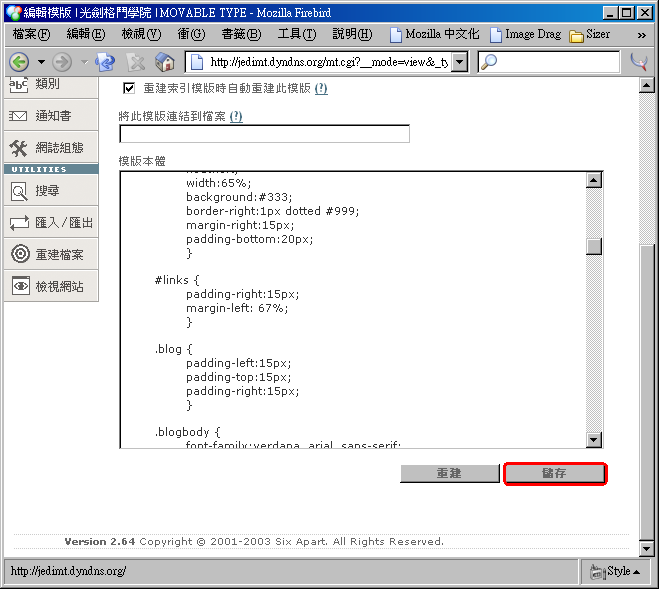 編輯模版 | 光劍格鬥學院 | MOVABLE TYPE - Mozilla Firebird
檔案(F) 編輯(E) 檢視(V) 衝(G) 書籤(B) 工具(T) 說明(H) Mozilla 中文化 Image Drag Sizer »
http://jedimt.dyndns.org/mt.cgi?__mode=view&_ty
類別
通知書
網誌組態
UTILITIES
搜尋
匯入/匯出
重建檔案
檢視網站
重建索引模版時自動重建此模版 (?)
將此模版連結到檔案 (?)
模版本體
width:65%;
background:#333;
border-right:1px dotted #999;
margin-right:15px;
padding-bottom:20px;
}
#links {
padding-right:15px;
margin-left: 67%;
}
.blog {
padding-left:15px;
padding-top:15px;
padding-right:15px;
}
.blogbody {
font-family:verdana, arial, sans-serif;
重建 儲存
Version 2.64 Copyright © 2001-2003 Six Apart. All Rights Reserved.
http://jedimt.dyndns.org/ Style